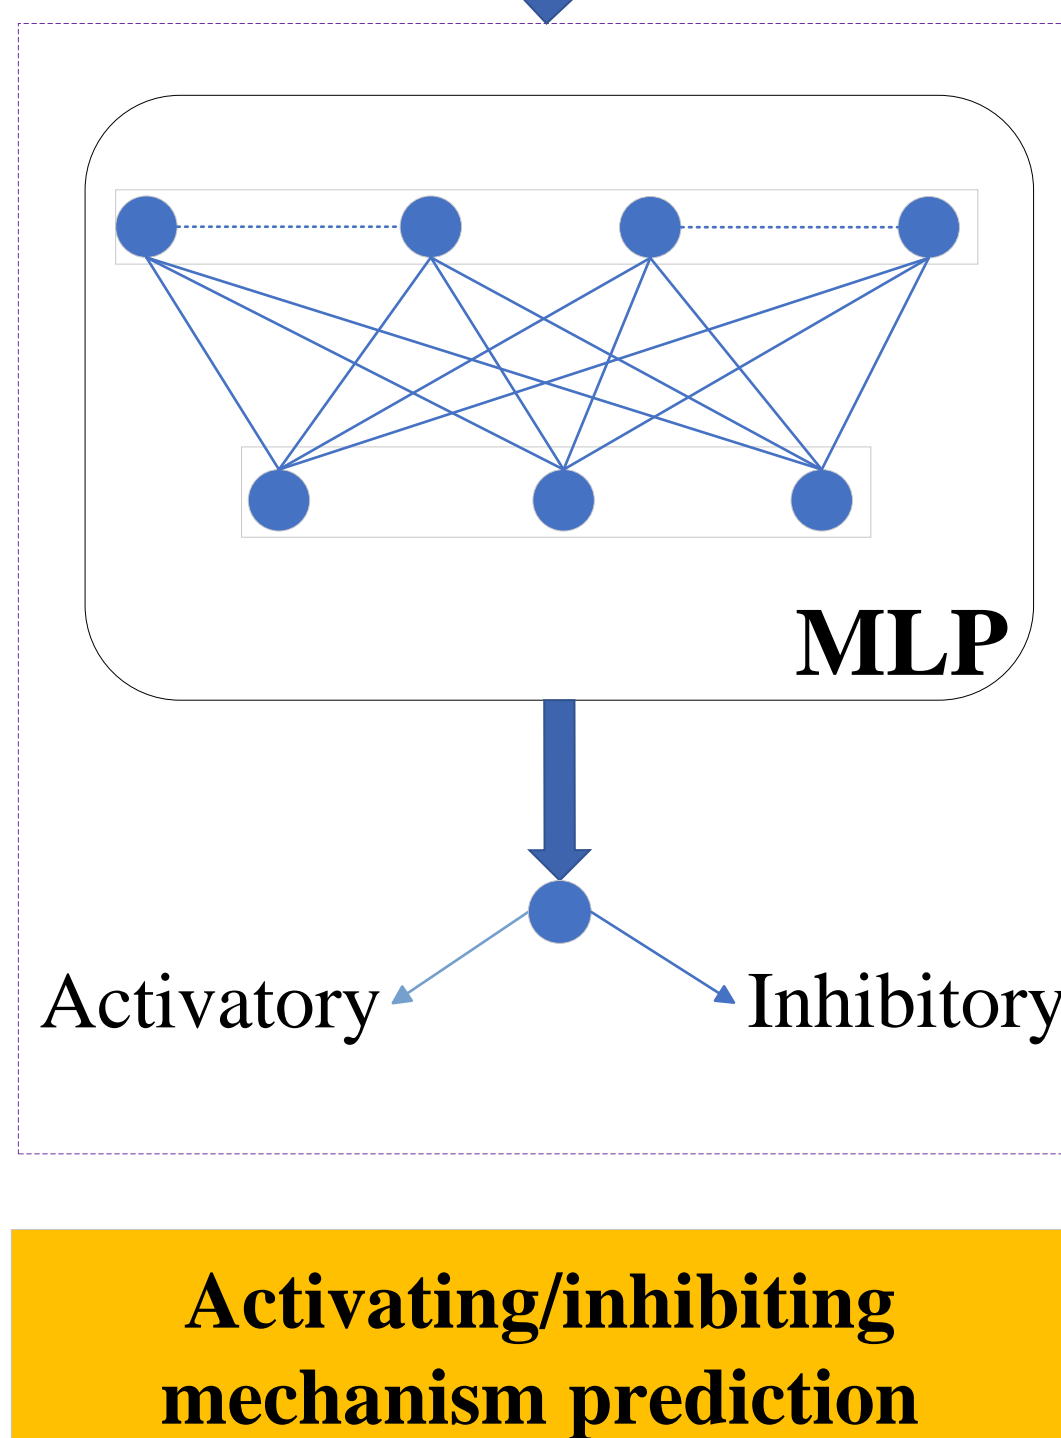 MLP
Activatory
Inhibitory
Activating/inhibiting
mechanism prediction